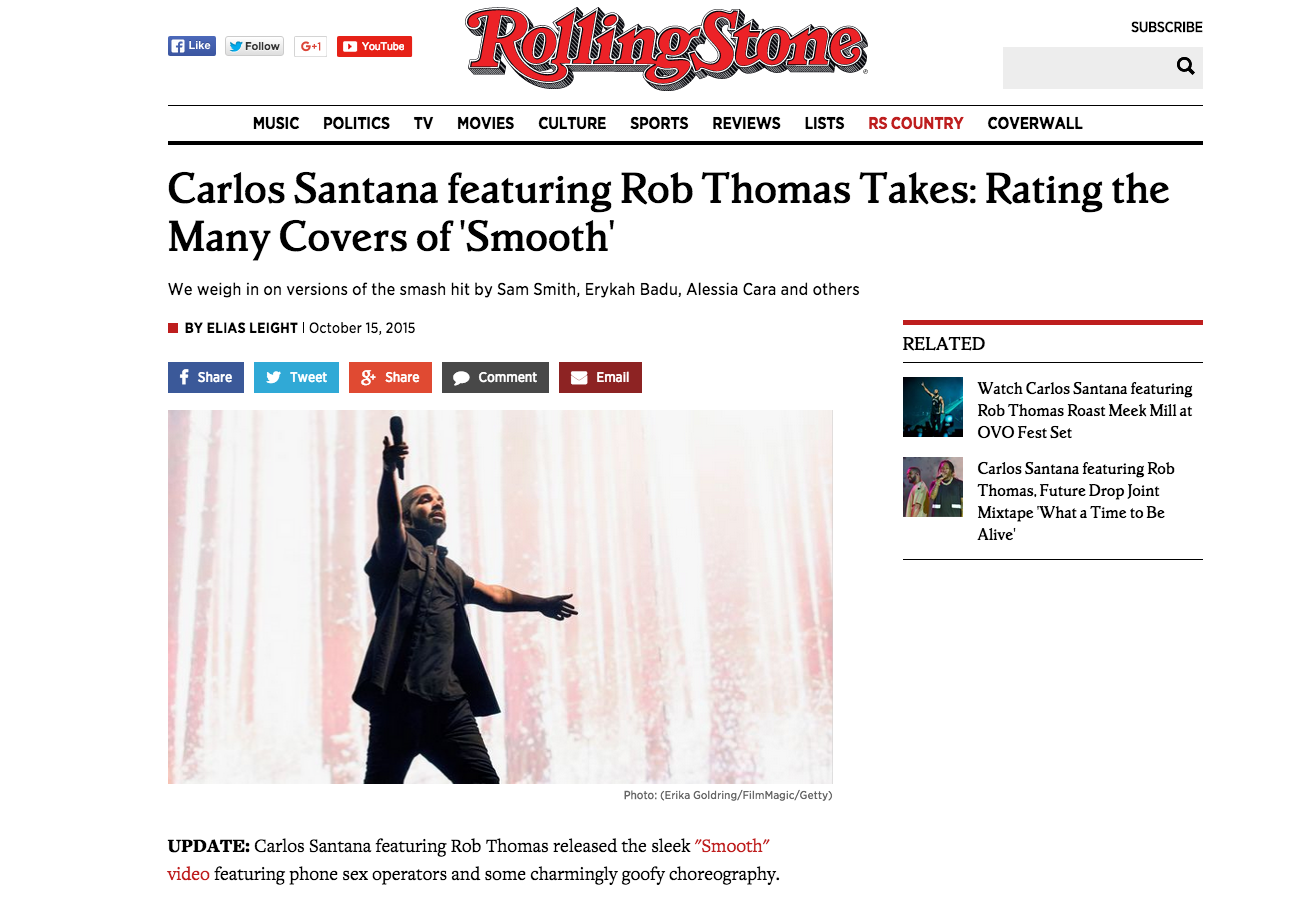 Like
Follow
G+1
YouTube
RollingStone
SUBSCRIBE
MUSIC POLITICS TV MOVIES CULTURE SPORTS REVIEWS LISTS RS COUNTRY COVERWALL
Carlos Santana featuring Rob Thomas Takes: Rating the
Many Covers of 'Smooth'
We weigh in on versions of the smash hit by Sam Smith, Erykah Badu, Alessia Cara and others
BY ELIAS LEIGHT | October 15, 2015
Share Tweet Share Comment Email
Photo: (Erika Goldring/FilmMagic/Getty)
UPDATE: Carlos Santana featuring Rob Thomas released the sleek "Smooth"
video featuring phone sex operators and some charmingly goofy choreography.
RELATED
Watch Carlos Santana featuring
Rob Thomas Roast Meek Mill at
OVO Fest Set
Carlos Santana featuring Rob
Thomas, Future Drop Joint
Mixtape 'What a Time to Be
Alive'